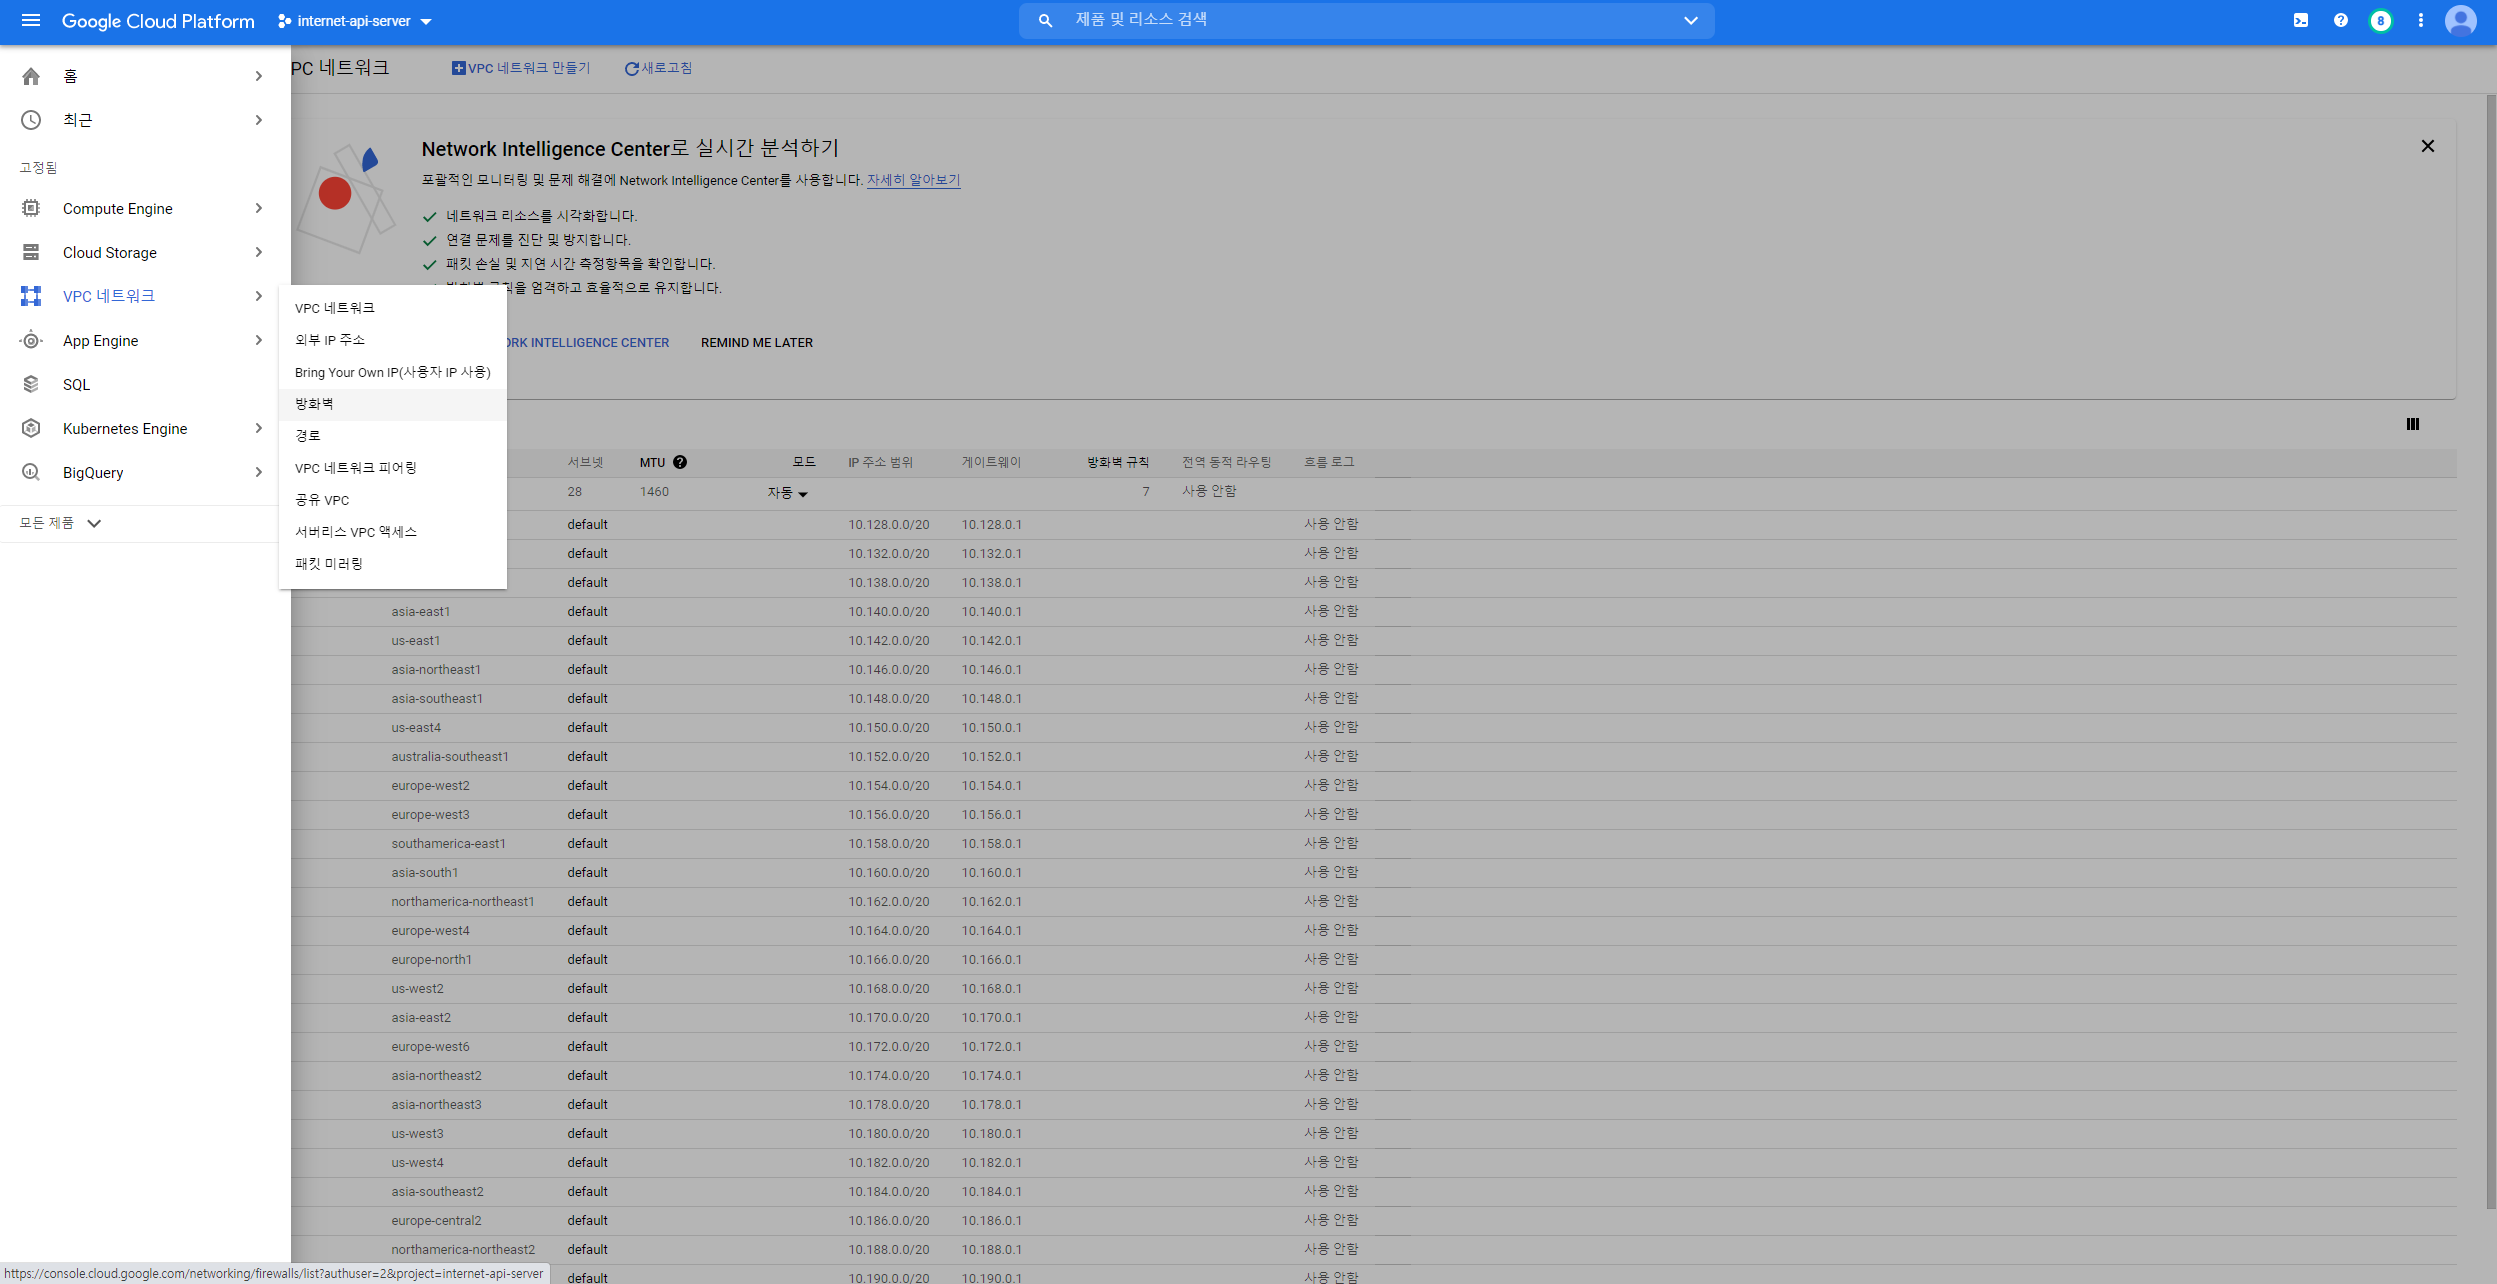 Google Cloud Platform internet-api-server 제품 및 리소스 검색 8
홈
최근
고정됨
Compute Engine
Cloud Storage
VPC 네트워크
App Engine
SQL
Kubernetes Engine
BigQuery
모든 제품
VPC 네트워크
외부 IP 주소
Bring Your Own IP(사용자 IP 사용)
방화벽
경로
VPC 네트워크 피어링
공유 VPC
서버리스 VPC 액세스
패킷 미러링
PC 네트워크 VPC 네트워크 만들기 새로고침
Network Intelligence Center로 실시간 분석하기
포괄적인 모니터링 및 문제 해결에 Network Intelligence Center를 사용합니다. 자세히 알아보기
네트워크 리소스를 시각화합니다.
연결 문제를 진단 및 방지합니다.
패킷 손실 및 지연 시간 측정항목을 확인합니다.
엄격하고 효율적으로 유지합니다.
INTELLIGENCE CENTER REMIND ME LATER
서브넷 MTU 모드 IP 주소 범위 게이트웨이 방화벽 규칙 전역 동적 라우팅 흐름 로그
28 1460 자동 7 사용 안함
default 10.128.0.0/20 10.128.0.1 사용 안함
default 10.132.0.0/20 10.132.0.1 사용 안함
default 10.138.0.0/20 10.138.0.1 사용 안함
asia-east1 default 10.140.0.0/20 10.140.0.1 사용 안함
us-east1 default 10.142.0.0/20 10.142.0.1 사용 안함
asia-northeast1 default 10.146.0.0/20 10.146.0.1 사용 안함
asia-southeast1 default 10.148.0.0/20 10.148.0.1 사용 안함
us-east4 default 10.150.0.0/20 10.150.0.1 사용 안함
australia-southeast1 default 10.152.0.0/20 10.152.0.1 사용 안함
europe-west2 default 10.154.0.0/20 10.154.0.1 사용 안함
europe-west3 default 10.156.0.0/20 10.156.0.1 사용 안함
southamerica-east1 default 10.158.0.0/20 10.158.0.1 사용 안함
asia-south1 default 10.160.0.0/20 10.160.0.1 사용 안함
northamerica-northeast1 default 10.162.0.0/20 10.162.0.1 사용 안함
europe-west4 default 10.164.0.0/20 10.164.0.1 사용 안함
europe-north1 default 10.166.0.0/20 10.166.0.1 사용 안함
us-west2 default 10.168.0.0/20 10.168.0.1 사용 안함
asia-east2 default 10.170.0.0/20 10.170.0.1 사용 안함
europe-west6 default 10.172.0.0/20 10.172.0.1 사용 안함
asia-northeast2 default 10.174.0.0/20 10.174.0.1 사용 안함
asia-northeast3 default 10.178.0.0/20 10.178.0.1 사용 안함
us-west3 default 10.180.0.0/20 10.180.0.1 사용 안함
us-west4 default 10.182.0.0/20 10.182.0.1 사용 안함
asia-southeast2 default 10.184.0.0/20 10.184.0.1 사용 안함
europe-central2 default 10.186.0.0/20 10.186.0.1 사용 안함
northamerica-northeast2 default 10.188.0.0/20 10.188.0.1 사용 안함
default 10.190.0.0/20 10.190.0.1 사용 안함
https://console.cloud.google.com/networking/firewalls/list?authuser=2&project=internet-api-server